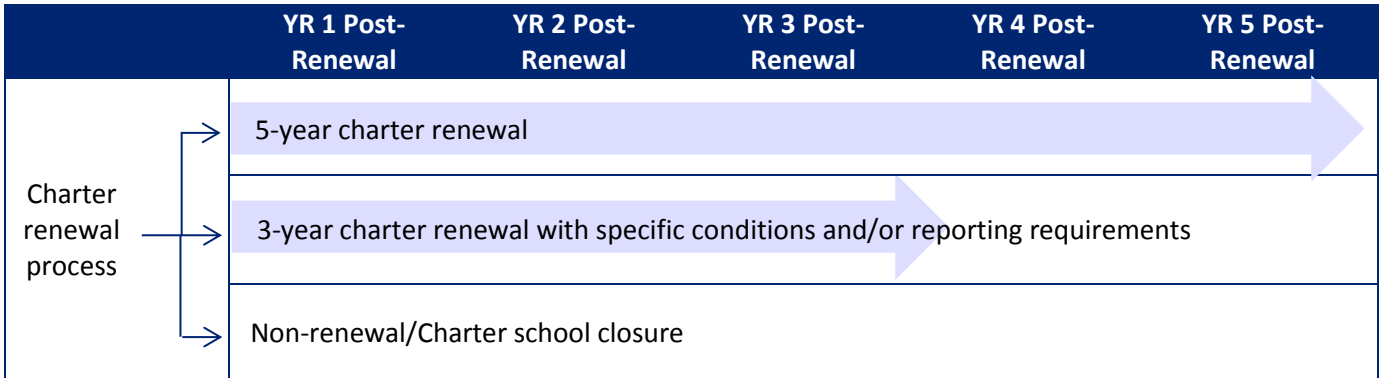 YR 1 Post-
Renewal
YR 2 Post-
Renewal
YR 3 Post-
Renewal
YR 4 Post-
Renewal
YR 5 Post-
Renewal
Charter
renewal
process
5-year charter renewal
3-year charter renewal with specific conditions and/or reporting requirements
Non-renewal/Charter school closure